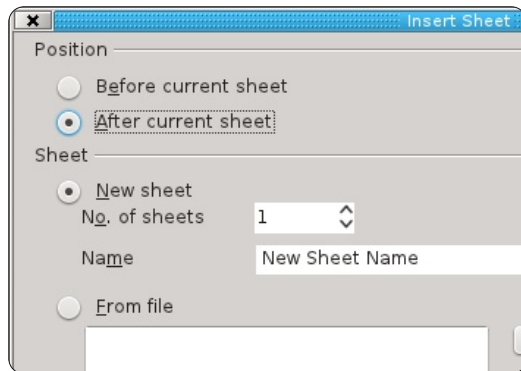 Insert Sheet
Position
Before current sheet
After current sheet
Sheet
New sheet
No. of sheets 1
Name New Sheet Name
From file